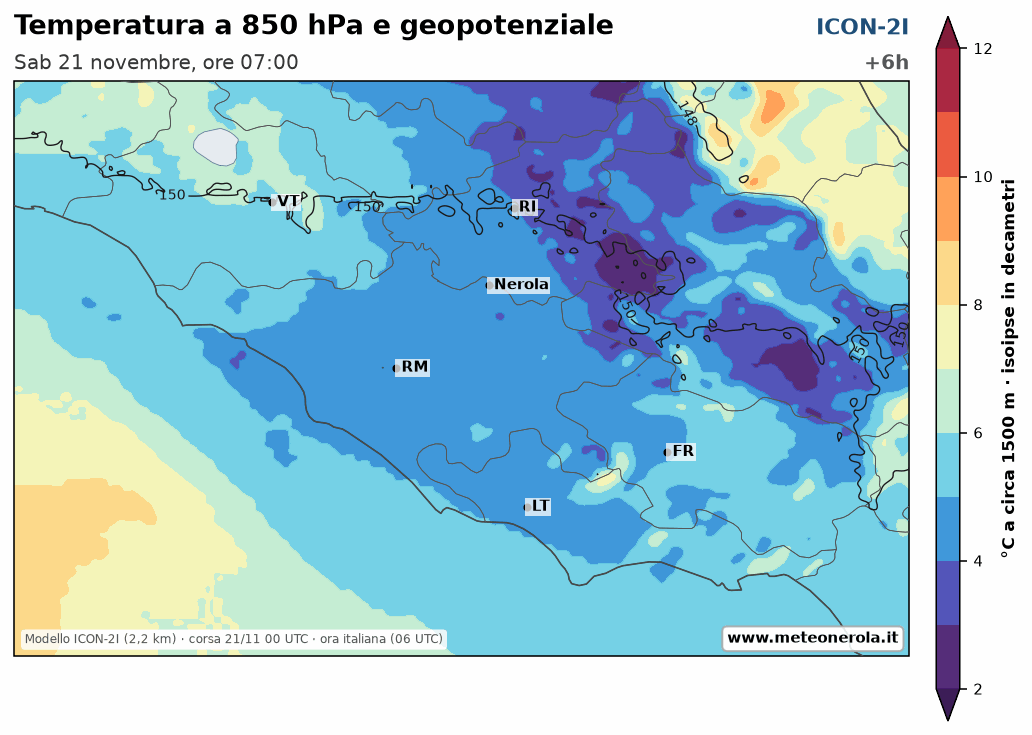 Temperatura a 850 hPa e geopotenziale
ICON-2I
Sab 21 novembre, ore 07:00
+6h
12
10
8
6
4
2
°C a circa 1500 m · isoipse in decametri
148
150
VT
150
RI
Nerola
150
150
150
RM
FR
LT
Modello ICON-2I (2,2 km) · corsa 21/11 00 UTC · ora italiana (06 UTC)
www.meteonerola.it